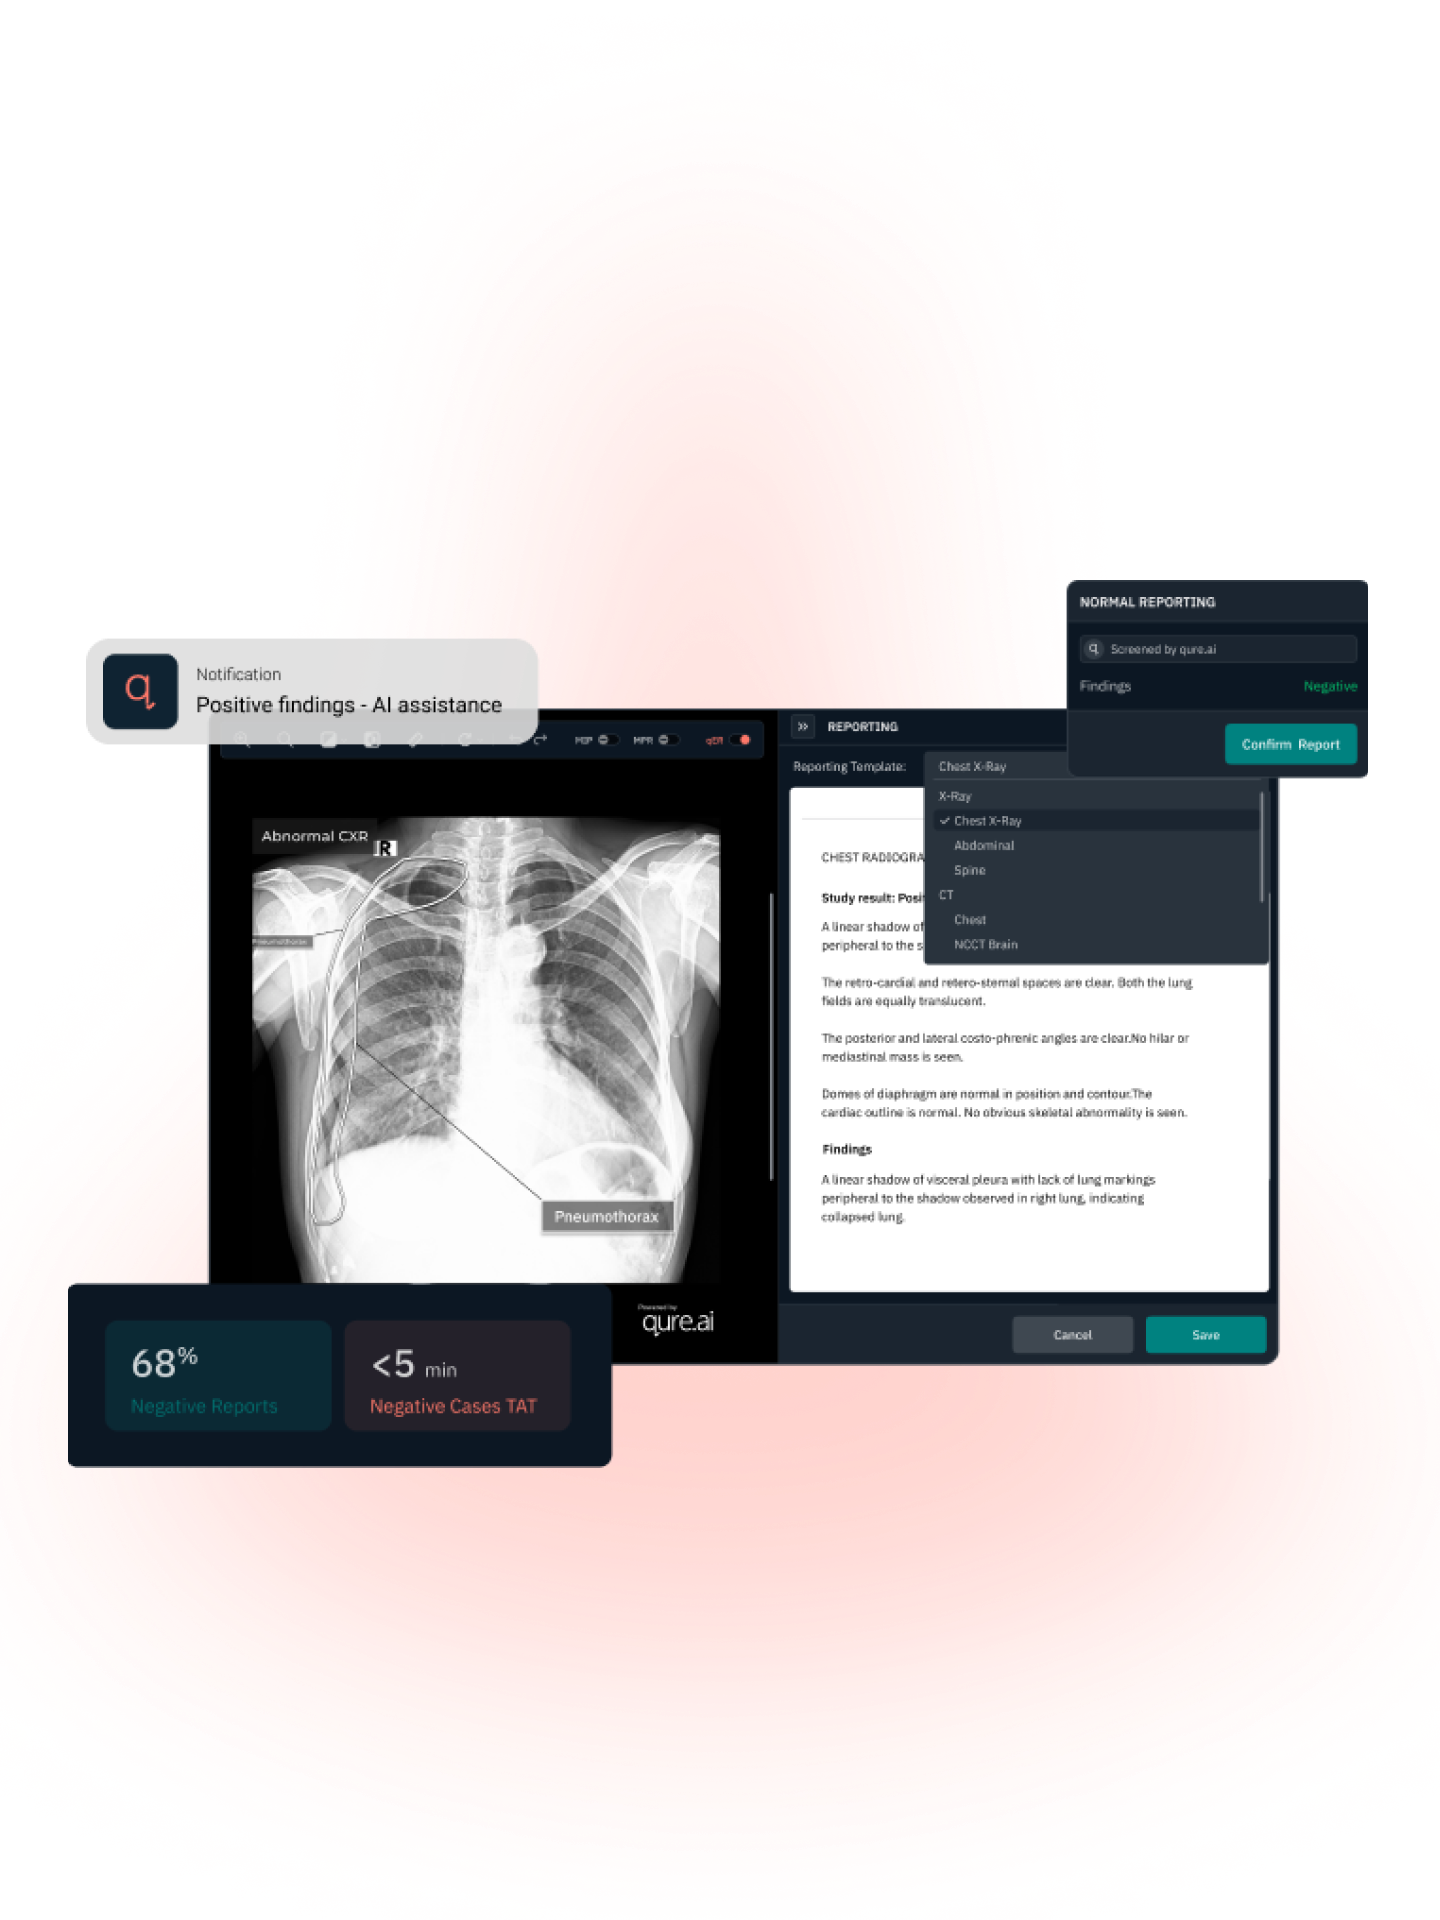 NORMAL REPORTING
q Screened by qure.ai
Findings Negative
Confirm Report
q
Notification
Positive findings - AI assistance
MIP MPR qER
REPORTING
Reporting Template: Chest X-Ray
X-Ray
Chest X-Ray
Abdominal
Spine
CT
Chest
NCCT Brain
Abnormal CXR
R
Pneumothorax
Pneumothorax
CHEST RADIOGRA
Study result: Posi
A linear shadow of
peripheral to the s
The retro-cardial and retero-sternal spaces are clear. Both the lung
fields are equally translucent.
The posterior and lateral costo-phrenic angles are clear.No hilar or
mediastinal mass is seen.
Domes of diaphragm are normal in position and contour.The
cardiac outline is normal. No obvious skeletal abnormality is seen.
Findings
A linear shadow of visceral pleura with lack of lung markings
peripheral to the shadow observed in right lung, indicating
collapsed lung.
Powered by
qure.ai
Cancel
Save
68%
Negative Reports
<5 min
Negative Cases TAT